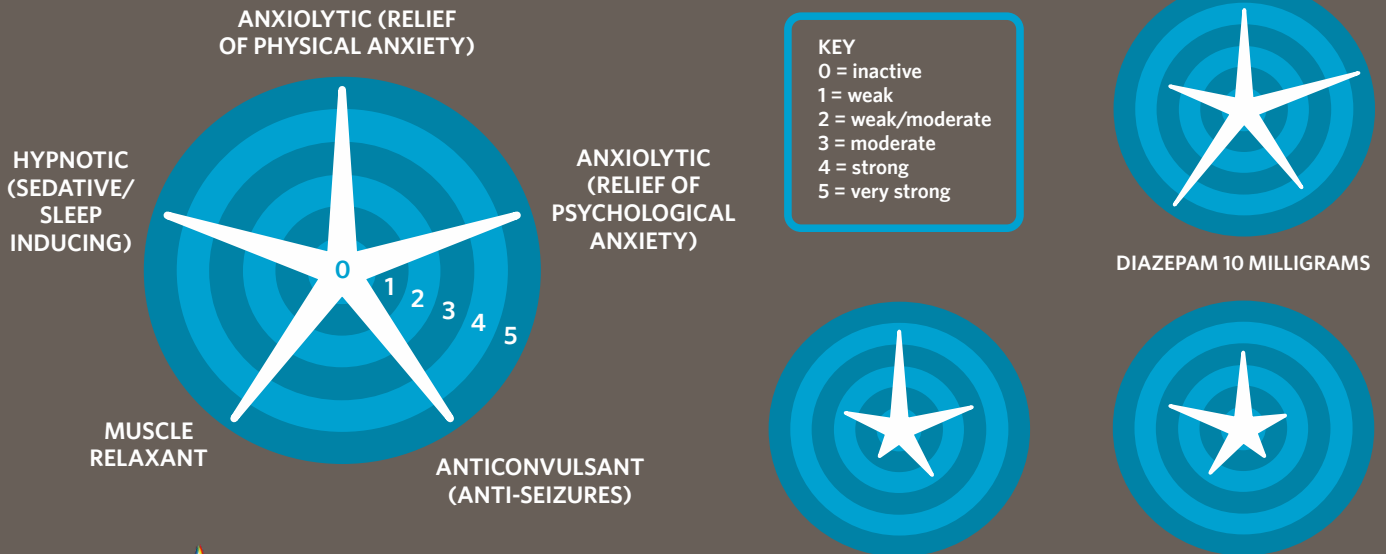 ANXIOLYTIC (RELIEF
OF PHYSICAL ANXIETY)
HYPNOTIC
(SEDATIVE/
SLEEP
INDUCING)
ANXIOLYTIC
(RELIEF OF
PSYCHOLOGICAL
ANXIETY)
0
1
2
3
4
5
MUSCLE
RELAXANT
ANTICONVULSANT
(ANTI-SEIZURES)
KEY
0 = inactive
1 = weak
2 = weak/moderate
3 = moderate
4 = strong
5 = very strong
DIAZEPAM 10 MILLIGRAMS